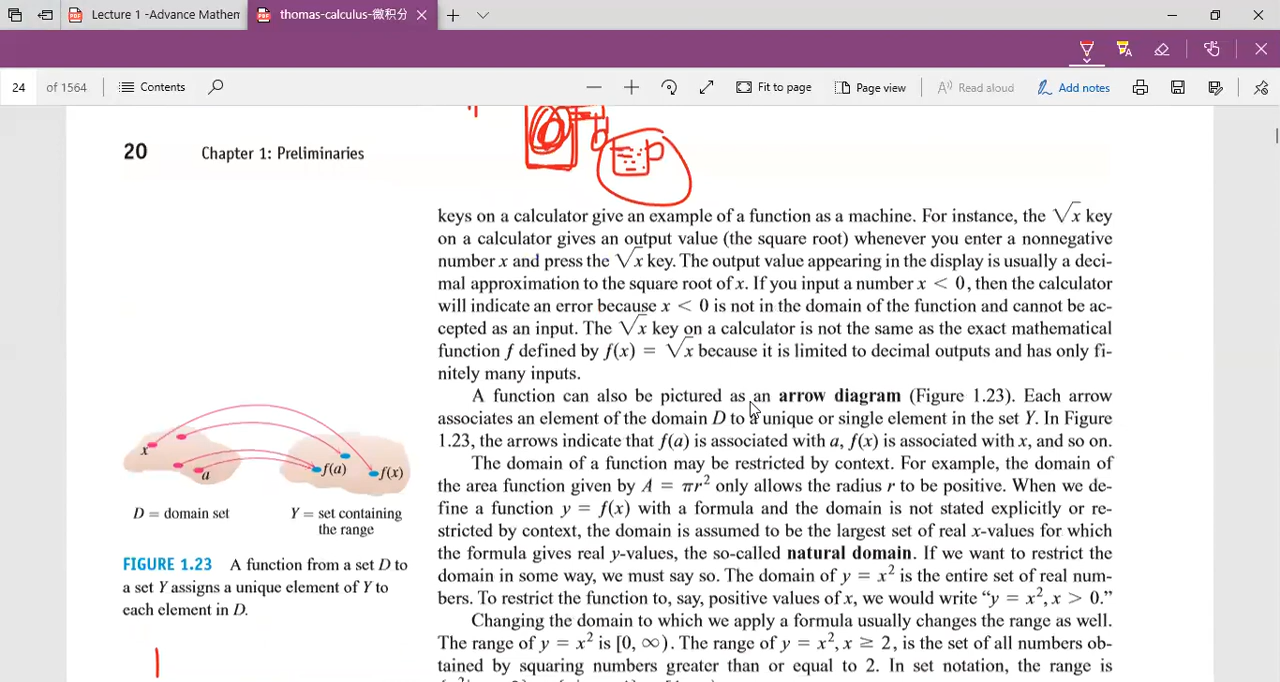 Lecture 1 -Advance Mathem
thomas-calculus-微积分
24 of 1564 Contents Fit to page Page view Read aloud Add notes
20 Chapter 1: Preliminaries
keys on a calculator give an example of a function as a machine. For instance, the √x key
on a calculator gives an output value (the square root) whenever you enter a nonnegative
number x and press the √x key. The output value appearing in the display is usually a deci-
mal approximation to the square root of x. If you input a number x < 0, then the calculator
will indicate an error because x < 0 is not in the domain of the function and cannot be ac-
cepted as an input. The √x key on a calculator is not the same as the exact mathematical
function f defined by f(x) = √x because it is limited to decimal outputs and has only fi-
nitely many inputs.
A function can also be pictured as an arrow diagram (Figure 1.23). Each arrow
associates an element of the domain D to a unique or single element in the set Y. In Figure
1.23, the arrows indicate that f(a) is associated with a, f(x) is associated with x, and so on.
The domain of a function may be restricted by context. For example, the domain of
the area function given by A = πr² only allows the radius r to be positive. When we de-
fine a function y = f(x) with a formula and the domain is not stated explicitly or re-
stricted by context, the domain is assumed to be the largest set of real x-values for which
the formula gives real y-values, the so-called natural domain. If we want to restrict the
domain in some way, we must say so. The domain of y = x² is the entire set of real num-
bers. To restrict the function to, say, positive values of x, we would write “y = x², x > 0.”
Changing the domain to which we apply a formula usually changes the range as well.
The range of y = x² is [0, ∞). The range of y = x², x ≥ 2, is the set of all numbers ob-
tained by squaring numbers greater than or equal to 2. In set notation, the range is
x
a
f(a)
f(x)
D = domain set
Y = set containing
the range
FIGURE 1.23 A function from a set D to
a set Y assigns a unique element of Y to
each element in D.